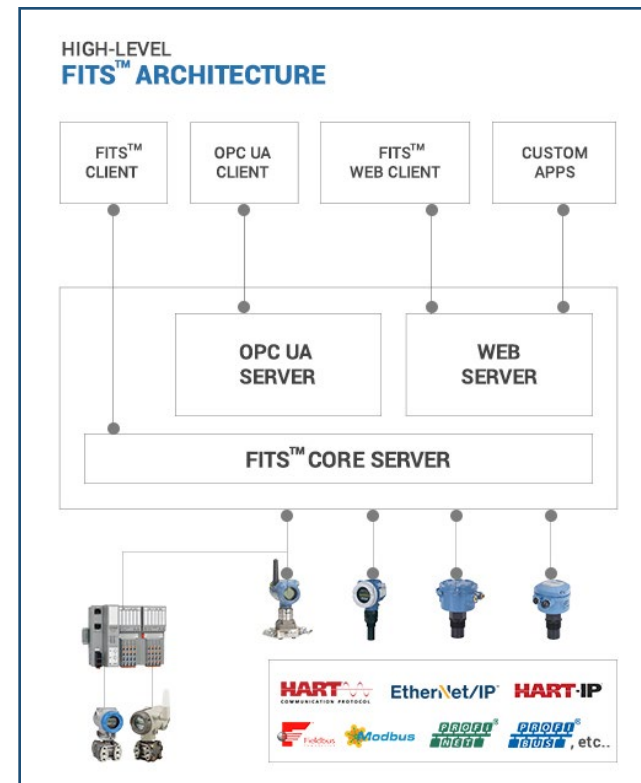 HIGH-LEVEL
FITS™ ARCHITECTURE
FITS™
CLIENT
OPC UA
CLIENT
FITS™
WEB CLIENT
CUSTOM
APPS
OPC UA
SERVER
WEB
SERVER
FITS™ CORE SERVER
HART
COMMUNICATION PROTOCOL
EtherNet/IP
HART-IP
Fieldbus
Modbus
PROFI
NET
PROFI
BUS
, etc..